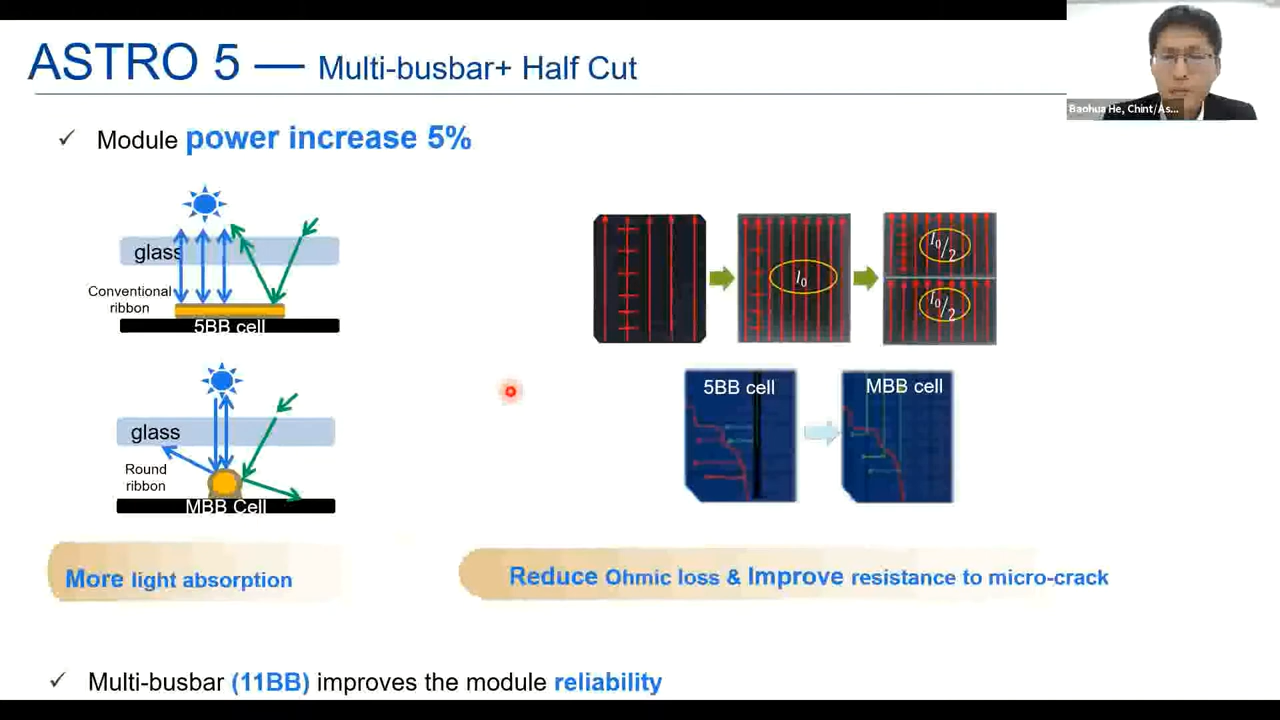 ASTRO 5 — Multi-busbar+ Half Cut
Baohua He, Chint/As...
✓ Module power increase 5%
glass
Conventional
ribbon
5BB cell
I₀
I₀/2
I₀/2
glass
Round
ribbon
MBB Cell
5BB cell
MBB cell
More light absorption
Reduce Ohmic loss & Improve resistance to micro-crack
✓ Multi-busbar (11BB) improves the module reliability